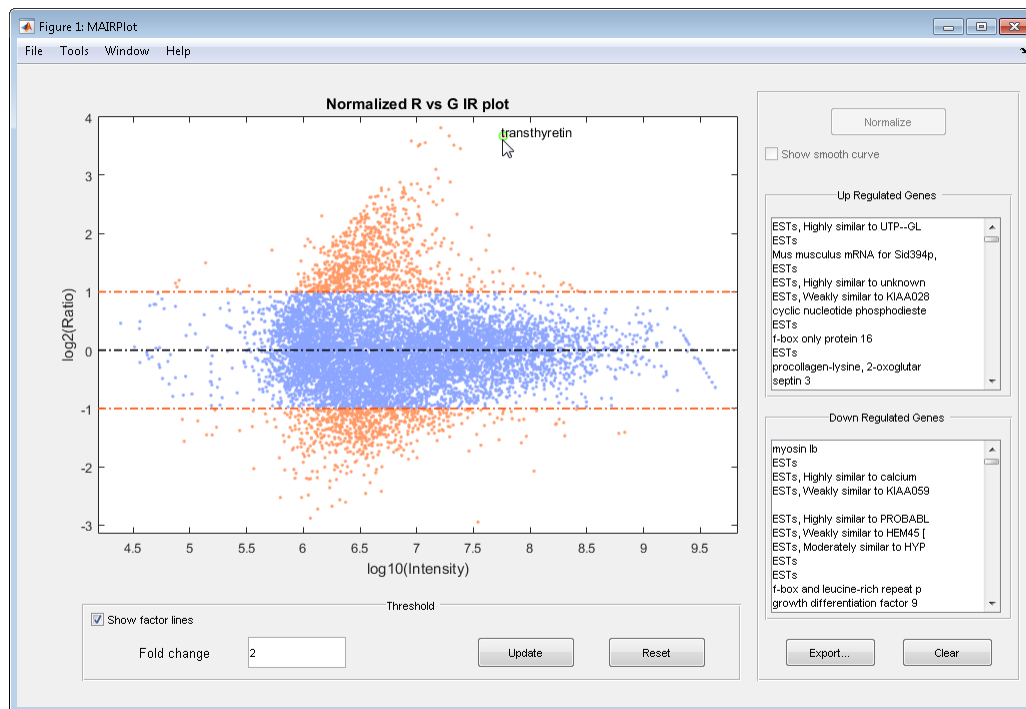 Figure 1: MAIRPlot
File Tools Window Help
Normalized R vs G IR plot
transthyretin
4
3
2
1
0
-1
-2
-3
log2(Ratio)
4.5 5 5.5 6 6.5 7 7.5 8 8.5 9 9.5
log10(Intensity)
Threshold
Show factor lines
Fold change 2 Update Reset
Normalize
Show smooth curve
Up Regulated Genes
ESTs, Highly similar to UTP--GL
ESTs
Mus musculus mRNA for Sid394p,
ESTs
ESTs, Highly similar to unknown
ESTs, Weakly similar to KIAA028
cyclic nucleotide phosphodieste
ESTs
f-box only protein 16
ESTs
procollagen-lysine, 2-oxoglutar
septin 3
Down Regulated Genes
myosin Ib
ESTs
ESTs, Highly similar to calcium
ESTs, Weakly similar to KIAA059
ESTs, Highly similar to PROBABL
ESTs, Weakly similar to HEM45 [
ESTs, Moderately similar to HYP
ESTs
ESTs
f-box and leucine-rich repeat p
growth differentiation factor 9
Export... Clear